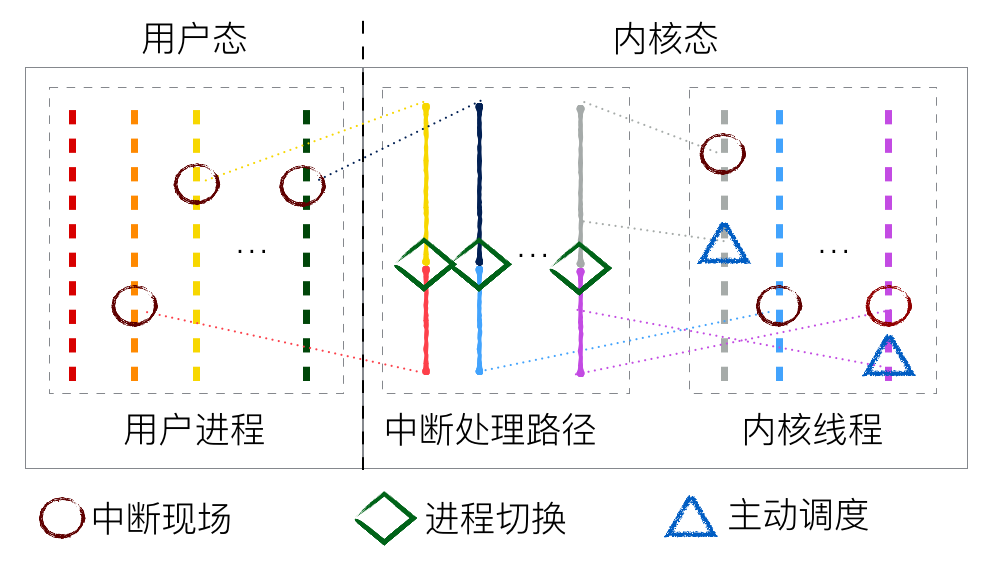 用户态
内核态
...
...
...
用户进程
中断处理路径
内核线程
中断现场
进程切换
主动调度